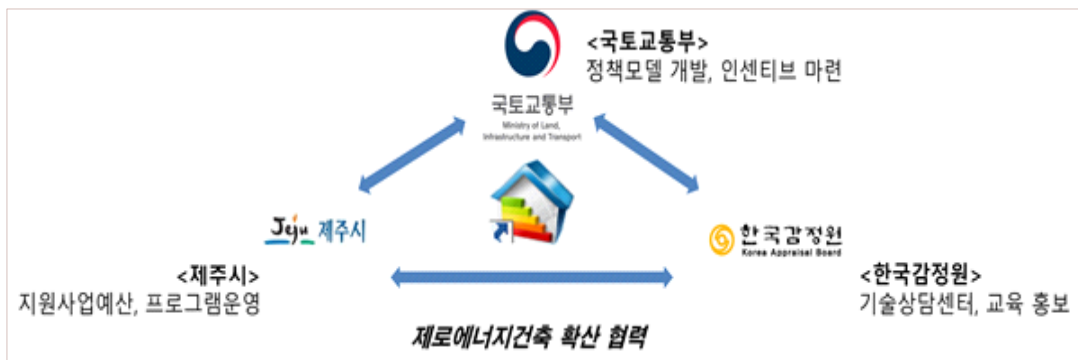 <국토교통부>
정책모델 개발, 인센티브 마련
국토교통부
Ministry of Land,
Infrastructure and Transport
Jeju 제주시
한국감정원
Korea Appraisal Board
<제주시>
지원사업예산, 프로그램운영
<한국감정원>
기술상담센터, 교육 홍보
제로에너지건축 확산 협력